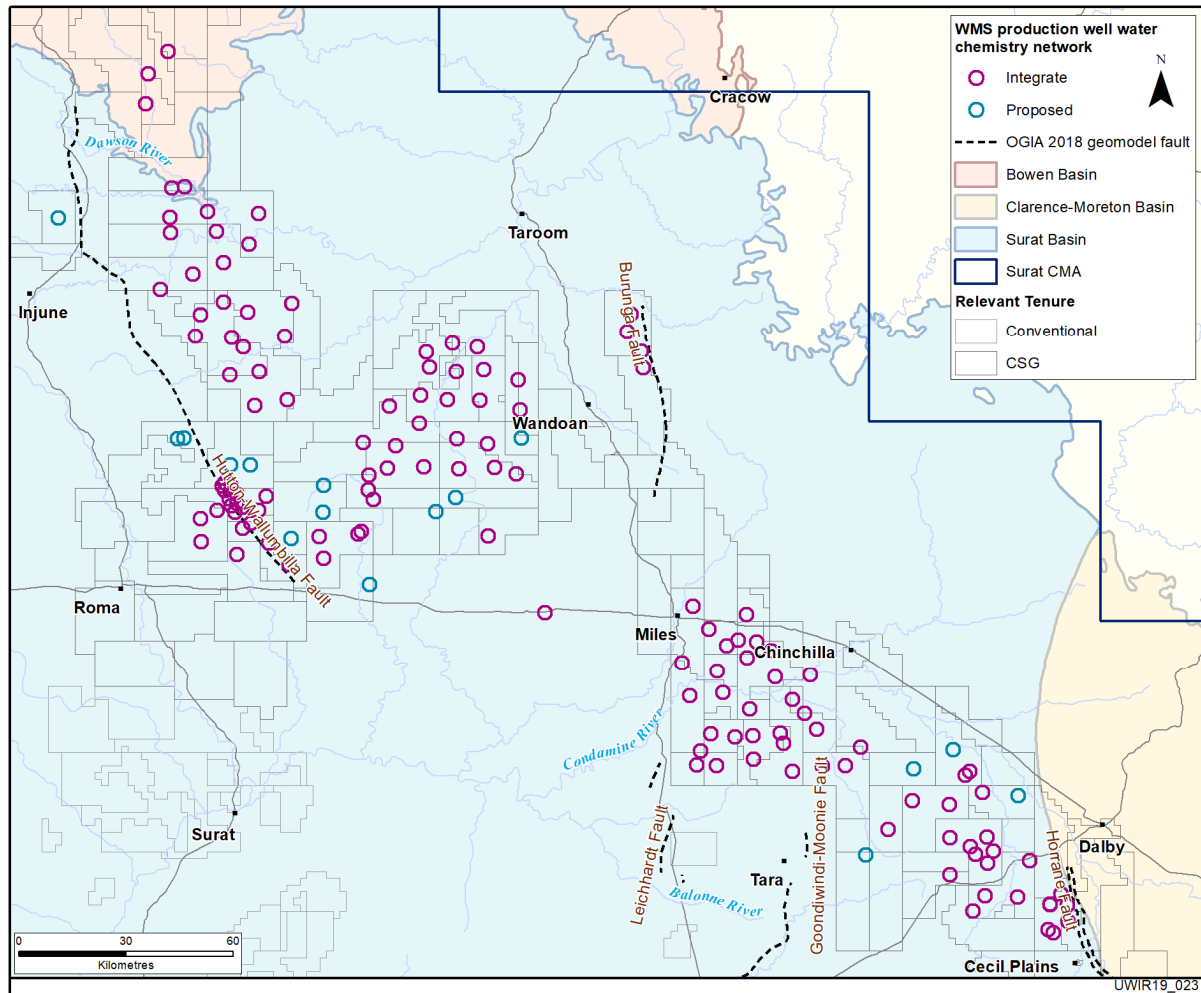 WMS production well water
chemistry network
Integrate
Proposed
OGIA 2018 geomodel fault
Bowen Basin
Clarence-Moreton Basin
Surat Basin
Surat CMA
Relevant Tenure
Conventional
CSG
N
Cracow
Dawson River
Taroom
Injune
Burunga Fault
Wandoan
Hutton-Wallumbilla Fault
Roma
Miles
Chinchilla
Condamine River
Surat
Leichhardt Fault
Goondiwindi-Moonie Fault
Horrane Fault
Dalby
Tara
Balonne River
Cecil Plains
0 30 60
Kilometres
UWIR19_023